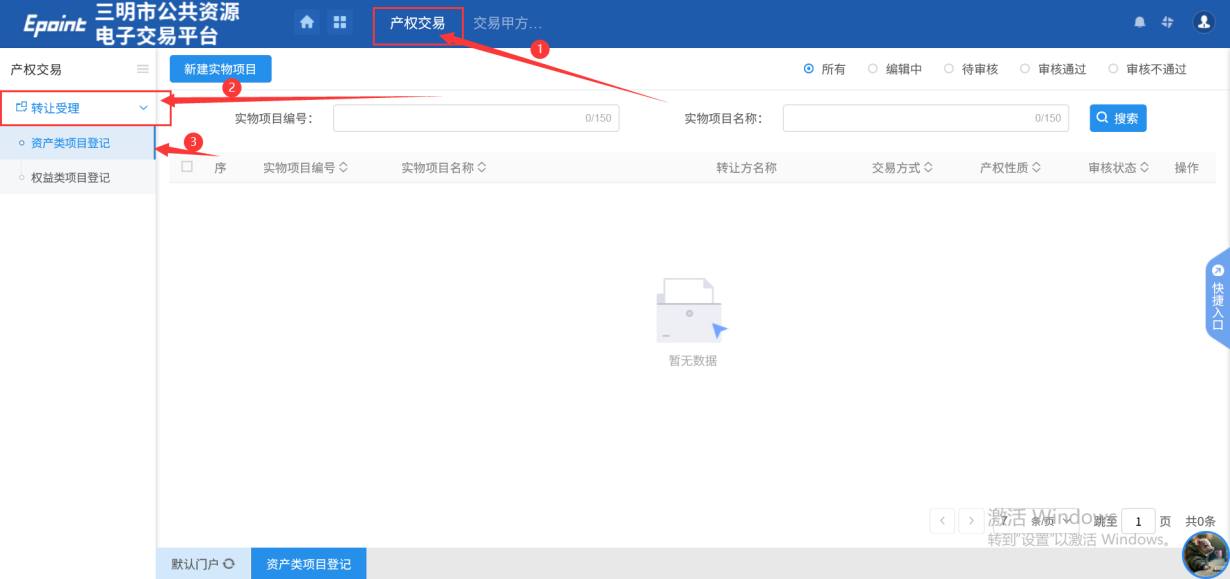 Epoint 三明市公共资源
电子交易平台
产权交易 交易甲方...
1
产权交易
新建实物项目
所有 编辑中 待审核 审核通过 审核不通过
2
转让受理
实物项目编号: 0/150 实物项目名称: 0/150 搜索
3
资产类项目登记
序 实物项目编号 实物项目名称 转让方名称 交易方式 产权性质 审核状态 操作
权益类项目登记
快捷入口
暂无数据
7 条/页 跳至 1 页 共0条
激活 Windows
转到"设置"以激活 Windows。
默认门户 资产类项目登记